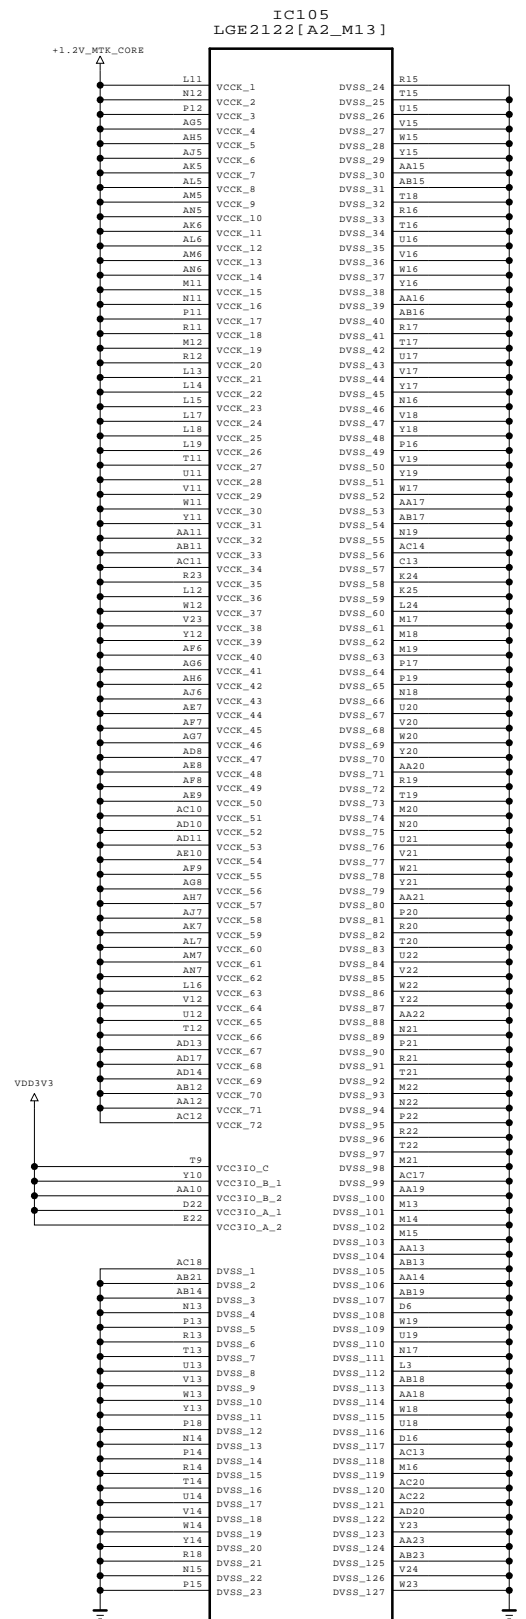 IC105
LGE2122[A2_M13]
+1.2V_MTK_CORE
L11 VCCK_1 DVSS_24 R15
N12 VCCK_2 DVSS_25 T15
P12 VCCK_3 DVSS_26 U15
AG5 VCCK_4 DVSS_27 V15
AH5 VCCK_5 DVSS_28 W15
AJ5 VCCK_6 DVSS_29 Y15
AK5 VCCK_7 DVSS_30 AA15
AL5 VCCK_8 DVSS_31 AB15
AM5 VCCK_9 DVSS_32 T18
AN5 VCCK_10 DVSS_33 R16
AK6 VCCK_11 DVSS_34 T16
AL6 VCCK_12 DVSS_35 U16
AM6 VCCK_13 DVSS_36 V16
AN6 VCCK_14 DVSS_37 W16
M11 VCCK_15 DVSS_38 Y16
N11 VCCK_16 DVSS_39 AA16
P11 VCCK_17 DVSS_40 AB16
R11 VCCK_18 DVSS_41 R17
M12 VCCK_19 DVSS_42 T17
R12 VCCK_20 DVSS_43 U17
L13 VCCK_21 DVSS_44 V17
L14 VCCK_22 DVSS_45 Y17
L15 VCCK_23 DVSS_46 N16
L17 VCCK_24 DVSS_47 V18
L18 VCCK_25 DVSS_48 Y18
L19 VCCK_26 DVSS_49 P16
T11 VCCK_27 DVSS_50 V19
U11 VCCK_28 DVSS_51 Y19
V11 VCCK_29 DVSS_52 W17
W11 VCCK_30 DVSS_53 AA17
Y11 VCCK_31 DVSS_54 AB17
AA11 VCCK_32 DVSS_55 N19
AB11 VCCK_33 DVSS_56 AC14
AC11 VCCK_34 DVSS_57 C13
R23 VCCK_35 DVSS_58 K24
L12 VCCK_36 DVSS_59 K25
W12 VCCK_37 DVSS_60 L24
V23 VCCK_38 DVSS_61 M17
Y12 VCCK_39 DVSS_62 M18
AF6 VCCK_40 DVSS_63 M19
AG6 VCCK_41 DVSS_64 P17
AH6 VCCK_42 DVSS_65 P19
AJ6 VCCK_43 DVSS_66 N18
AE7 VCCK_44 DVSS_67 U20
AF7 VCCK_45 DVSS_68 V20
AG7 VCCK_46 DVSS_69 W20
AD8 VCCK_47 DVSS_70 Y20
AE8 VCCK_48 DVSS_71 AA20
AF8 VCCK_49 DVSS_72 R19
AE9 VCCK_50 DVSS_73 T19
AC10 VCCK_51 DVSS_74 M20
AD10 VCCK_52 DVSS_75 N20
AD11 VCCK_53 DVSS_76 U21
AE10 VCCK_54 DVSS_77 V21
AF9 VCCK_55 DVSS_78 W21
AG8 VCCK_56 DVSS_79 Y21
AH7 VCCK_57 DVSS_80 AA21
AJ7 VCCK_58 DVSS_81 P20
AK7 VCCK_59 DVSS_82 R20
AL7 VCCK_60 DVSS_83 T20
AM7 VCCK_61 DVSS_84 U22
AN7 VCCK_62 DVSS_85 V22
L16 VCCK_63 DVSS_86 W22
V12 VCCK_64 DVSS_87 Y22
U12 VCCK_65 DVSS_88 AA22
T12 VCCK_66 DVSS_89 N21
AD13 VCCK_67 DVSS_90 P21
AD17 VCCK_68 DVSS_91 R21
AD14 VCCK_69 DVSS_92 T21
AB12 VCCK_70 DVSS_93 M22
AA12 VCCK_71 DVSS_94 N22
AC12 VCCK_72 DVSS_95 P22
VDD3V3
DVSS_96 R22
DVSS_97 T22
T9 VCC3IO_C DVSS_98 M21
Y10 VCC3IO_B_1 DVSS_99 AC17
AA10 VCC3IO_B_2 DVSS_100 AA19
D22 VCC3IO_A_1 DVSS_101 M13
E22 VCC3IO_A_2 DVSS_102 M14
DVSS_103 M15
DVSS_104 AA13
AC18 DVSS_1 DVSS_105 AB13
AB21 DVSS_2 DVSS_106 AA14
AB14 DVSS_3 DVSS_107 AB19
N13 DVSS_4 DVSS_108 D6
P13 DVSS_5 DVSS_109 W19
R13 DVSS_6 DVSS_110 U19
T13 DVSS_7 DVSS_111 N17
U13 DVSS_8 DVSS_112 L3
V13 DVSS_9 DVSS_113 AB18
W13 DVSS_10 DVSS_114 AA18
Y13 DVSS_11 DVSS_115 W18
P18 DVSS_12 DVSS_116 U18
N14 DVSS_13 DVSS_117 D16
P14 DVSS_14 DVSS_118 AC13
R14 DVSS_15 DVSS_119 M16
T14 DVSS_16 DVSS_120 AC20
U14 DVSS_17 DVSS_121 AC22
V14 DVSS_18 DVSS_122 AD20
W14 DVSS_19 DVSS_123 Y23
Y14 DVSS_20 DVSS_124 AA23
R18 DVSS_21 DVSS_125 AB23
N15 DVSS_22 DVSS_126 V24
P15 DVSS_23 DVSS_127 W23